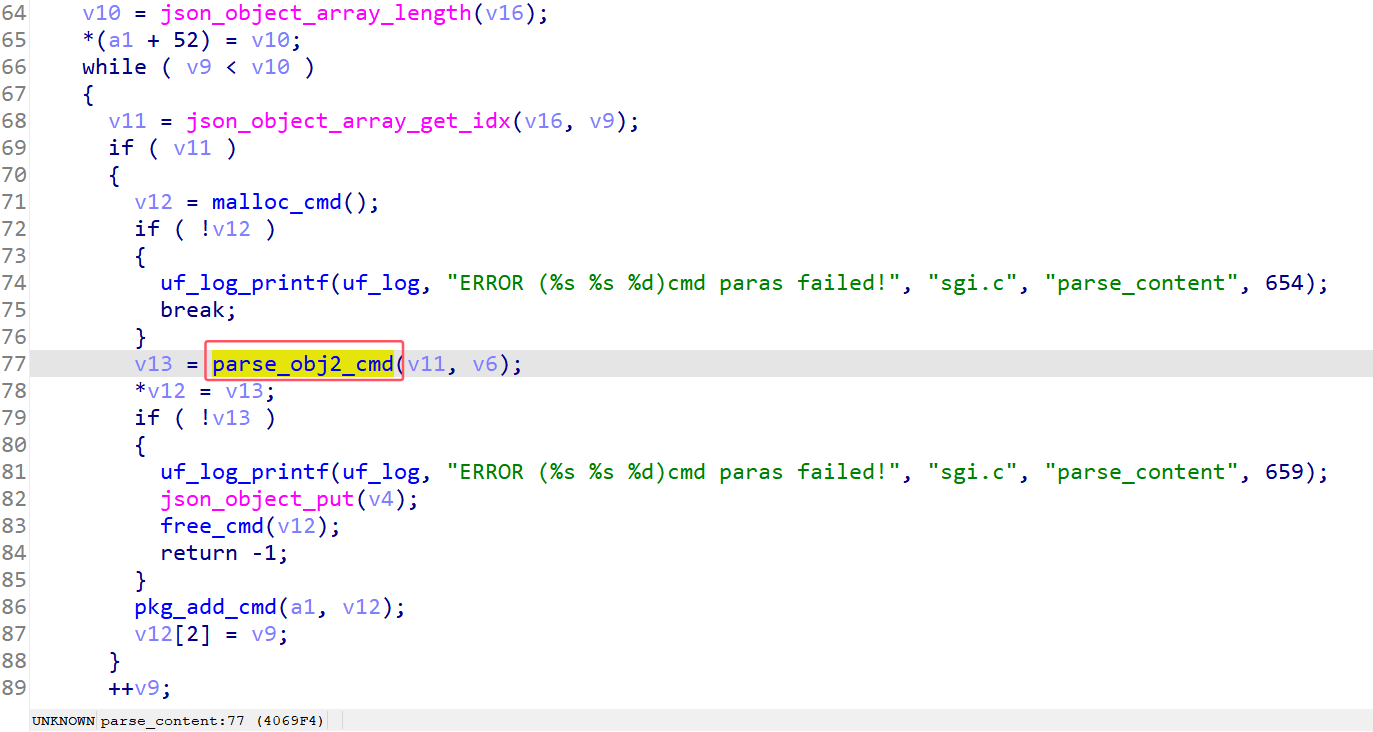 64 v10 = json_object_array_length(v16);
65 *(a1 + 52) = v10;
66 while ( v9 < v10 )
67 {
68 v11 = json_object_array_get_idx(v16, v9);
69 if ( v11 )
70 {
71 v12 = malloc_cmd();
72 if ( !v12 )
73 {
74 uf_log_printf(uf_log, "ERROR (%s %s %d)cmd paras failed!", "sgi.c", "parse_content", 654);
75 break;
76 }
77 v13 = parse_obj2_cmd(v11, v6);
78 *v12 = v13;
79 if ( !v13 )
80 {
81 uf_log_printf(uf_log, "ERROR (%s %s %d)cmd paras failed!", "sgi.c", "parse_content", 659);
82 json_object_put(v4);
83 free_cmd(v12);
84 return -1;
85 }
86 pkg_add_cmd(a1, v12);
87 v12[2] = v9;
88 }
89 ++v9;
UNKNOWN parse_content:77 (4069F4)